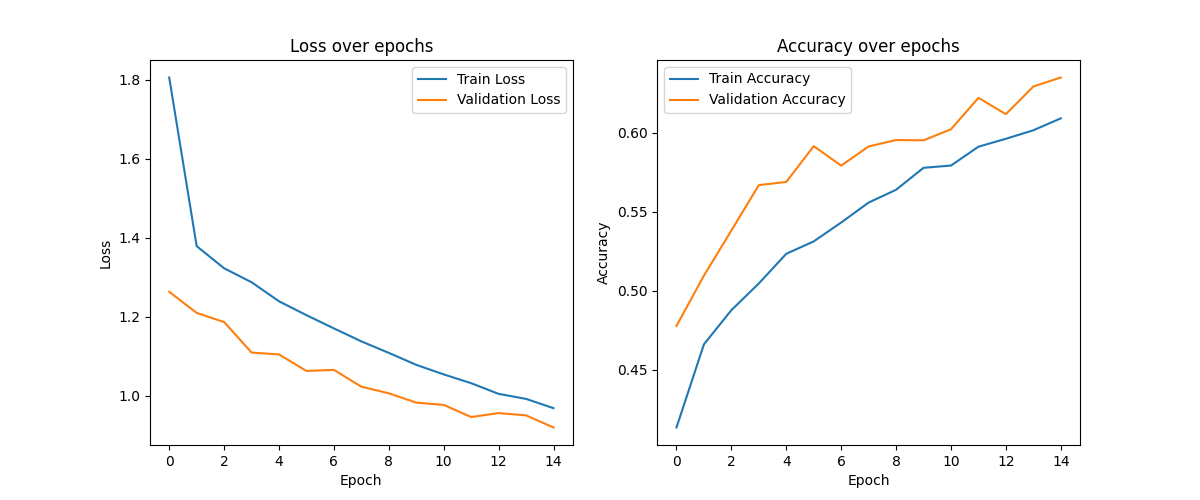 Loss over epochs
Train Loss
Validation Loss
1.8
1.6
1.4
1.2
1.0
Loss
0 2 4 6 8 10 12 14
Epoch
Accuracy over epochs
Train Accuracy
Validation Accuracy
0.60
0.55
0.50
0.45
Accuracy
0 2 4 6 8 10 12 14
Epoch